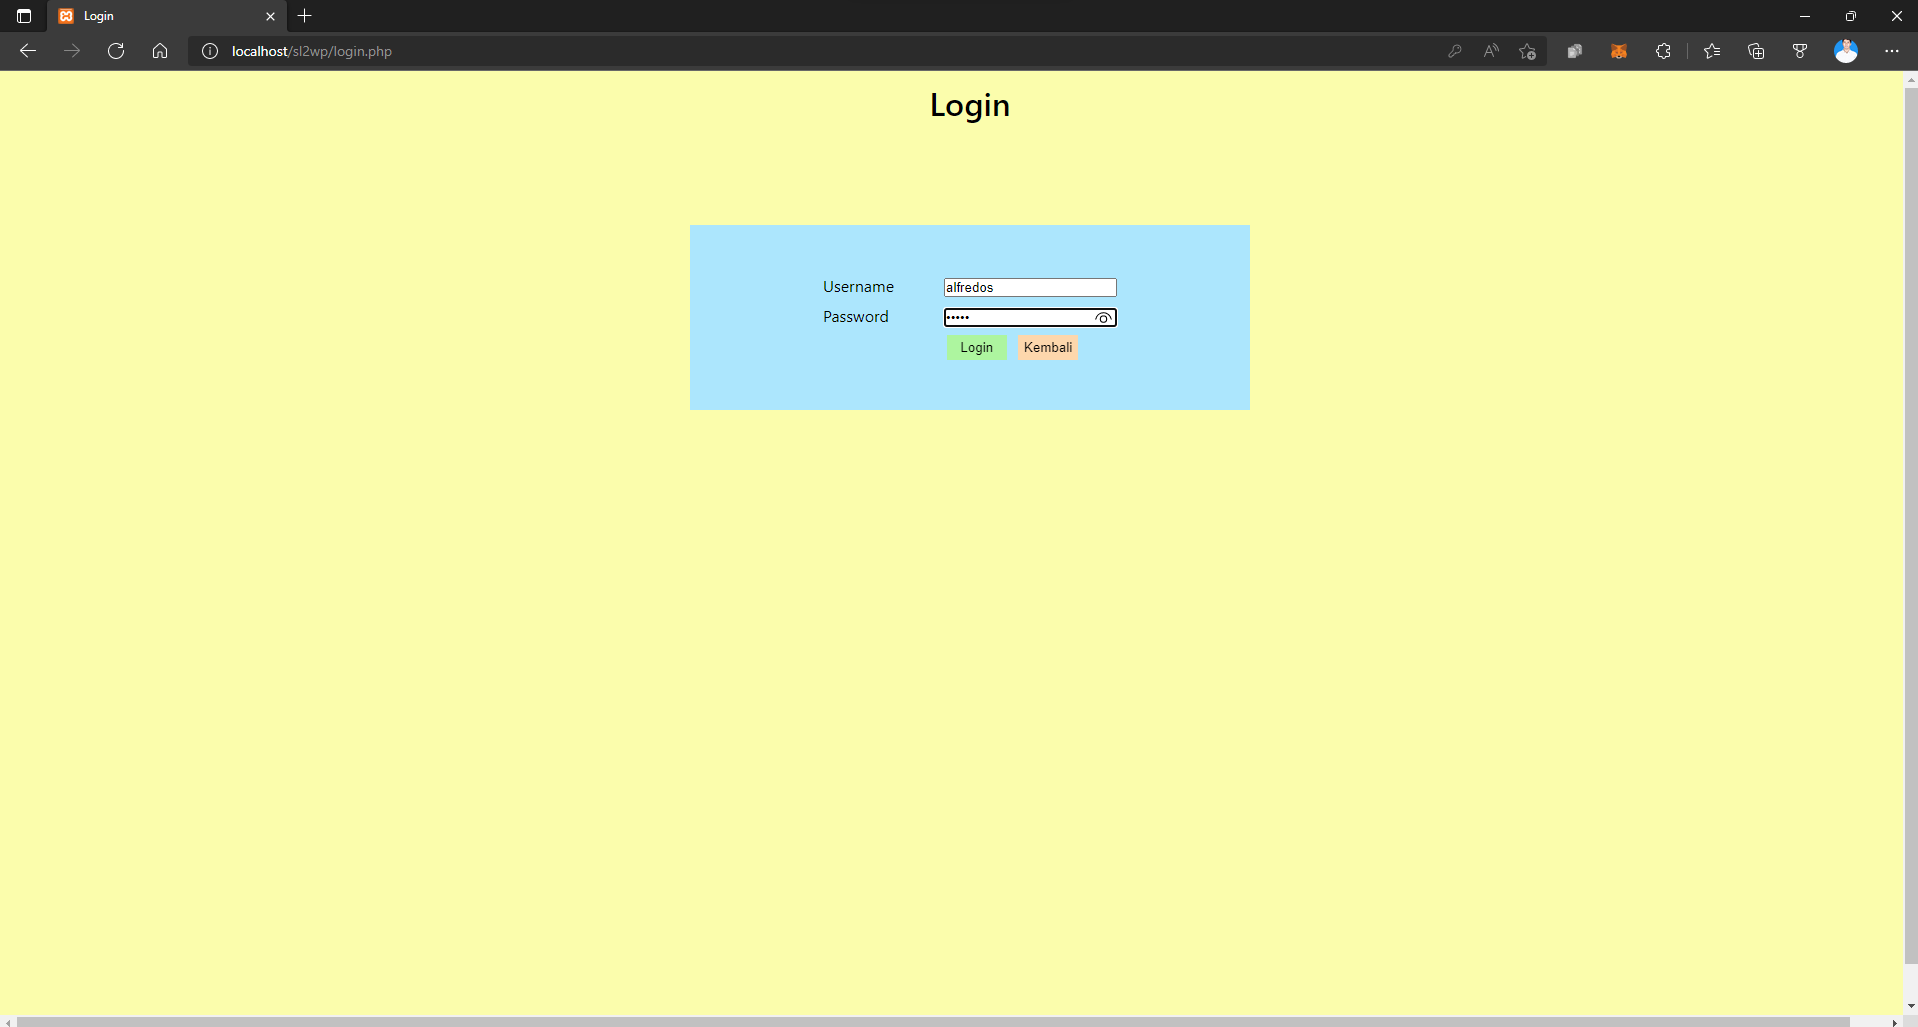 Login
localhost/sl2wp/login.php
Login
Username alfredos
Password •••••
Login Kembali